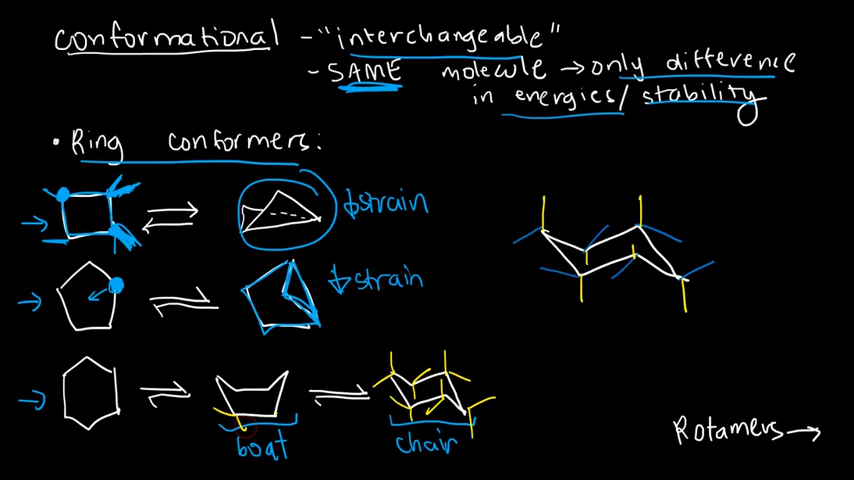 conformational - "interchangeable"
- SAME molecule → only difference
in energies/ stability
• Ring conformers:
↓strain
↓strain
boat
chair
Rotamers →